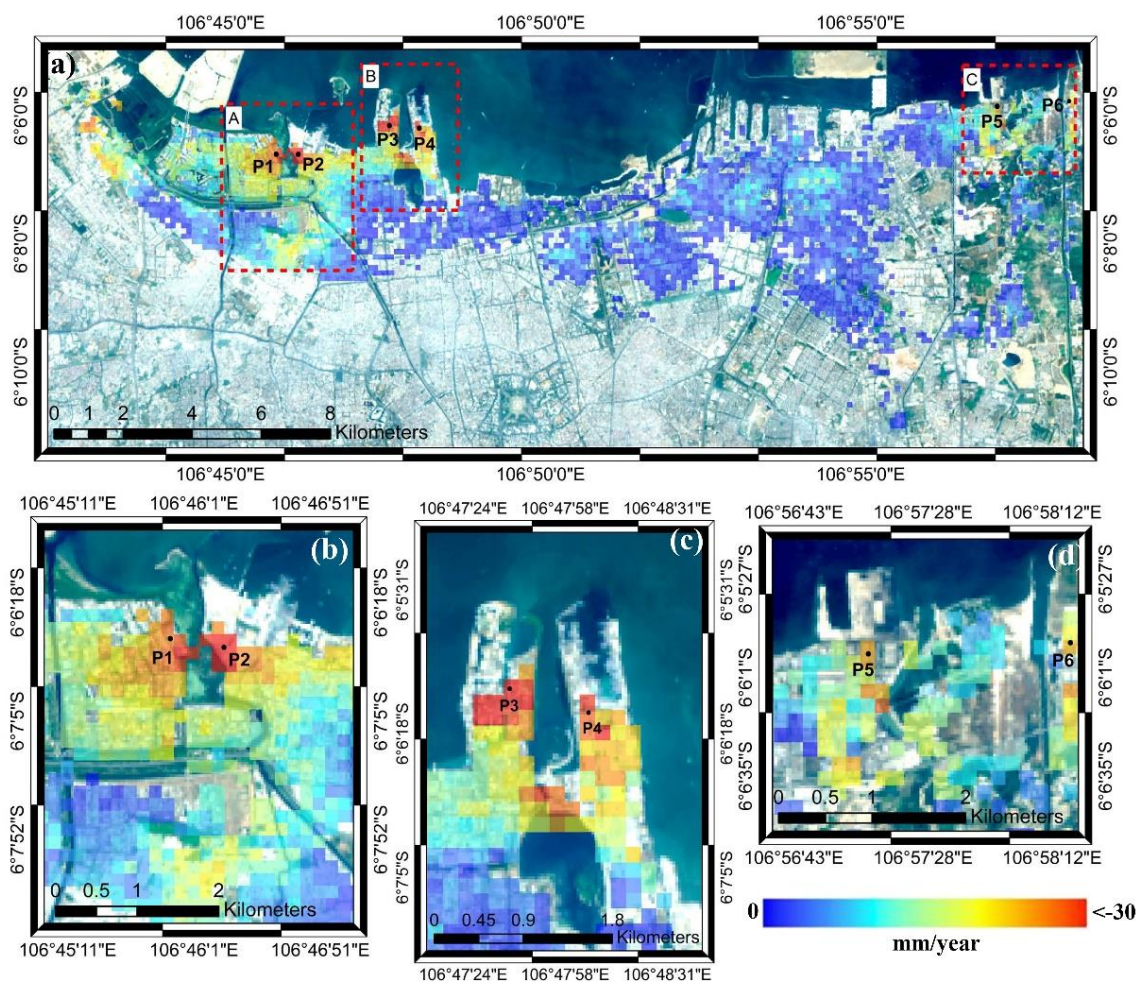 106°45'0"E 106°50'0"E 106°55'0"E
a)
A
B
C
P1
P2
P3
P4
P5
P6
6°6'0"S
6°8'0"S
6°10'0"S
6°6'0"S
6°8'0"S
6°10'0"S
0 1 2 4 6 8
Kilometers
106°45'0"E 106°50'0"E 106°55'0"E
106°45'11"E 106°46'1"E 106°46'51"E
(b)
6°6'18"S
6°7'5"S
6°7'52"S
P1
P2
6°6'18"S
6°7'5"S
6°7'52"S
0 0.5 1 2
Kilometers
106°45'11"E 106°46'1"E 106°46'51"E
106°47'24"E 106°47'58"E 106°48'31"E
(c)
6°5'31"S
6°6'18"S
6°7'5"S
P3
P4
6°5'31"S
6°6'18"S
6°7'5"S
0 0.45 0.9 1.8
Kilometers
106°47'24"E 106°47'58"E 106°48'31"E
106°56'43"E 106°57'28"E 106°58'12"E
(d)
6°5'27"S
6°6'1"S
6°6'35"S
P5
P6
6°5'27"S
6°6'1"S
6°6'35"S
0 0.5 1 2
Kilometers
106°56'43"E 106°57'28"E 106°58'12"E
0 <-30
mm/year